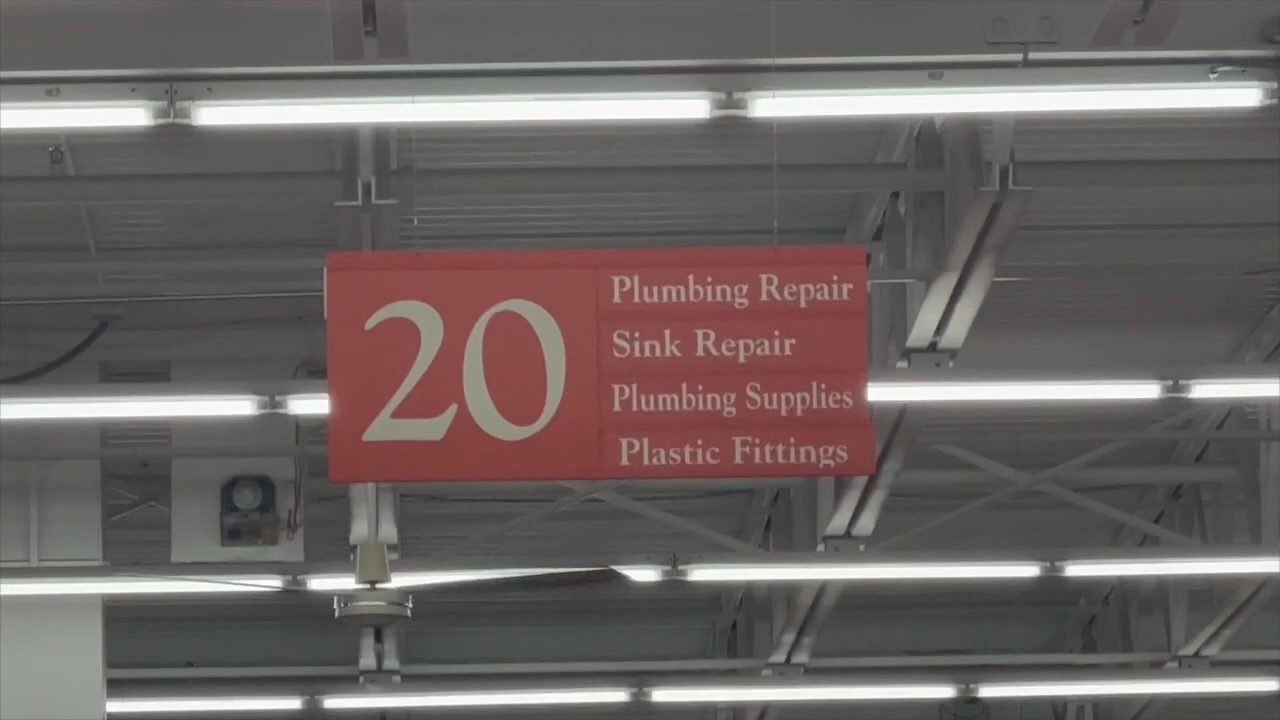 20
Plumbing Repair
Sink Repair
Plumbing Supplies
Plastic Fittings